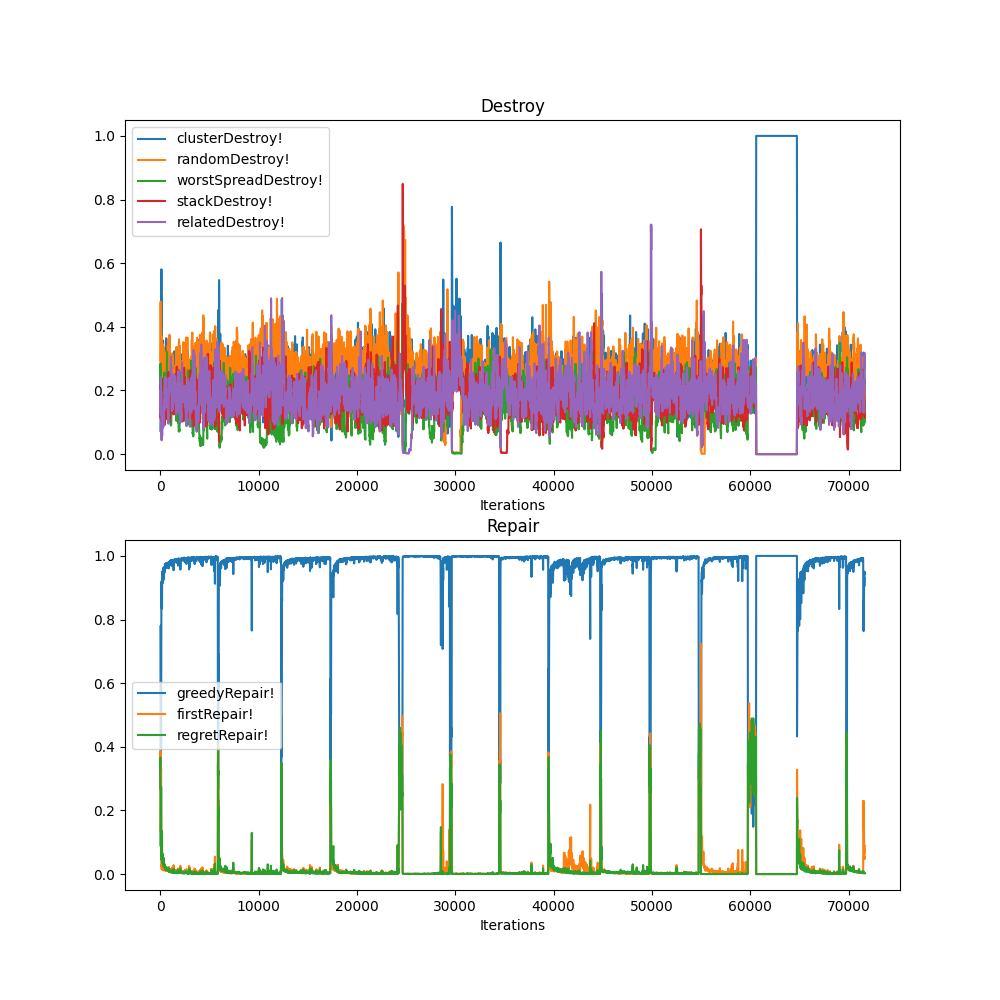 Destroy
1.0
0.8
0.6
0.4
0.2
0.0
clusterDestroy!
randomDestroy!
worstSpreadDestroy!
stackDestroy!
relatedDestroy!
0 10000 20000 30000 40000 50000 60000 70000
Iterations
Repair
1.0
0.8
0.6
0.4
0.2
0.0
greedyRepair!
firstRepair!
regretRepair!
0 10000 20000 30000 40000 50000 60000 70000
Iterations